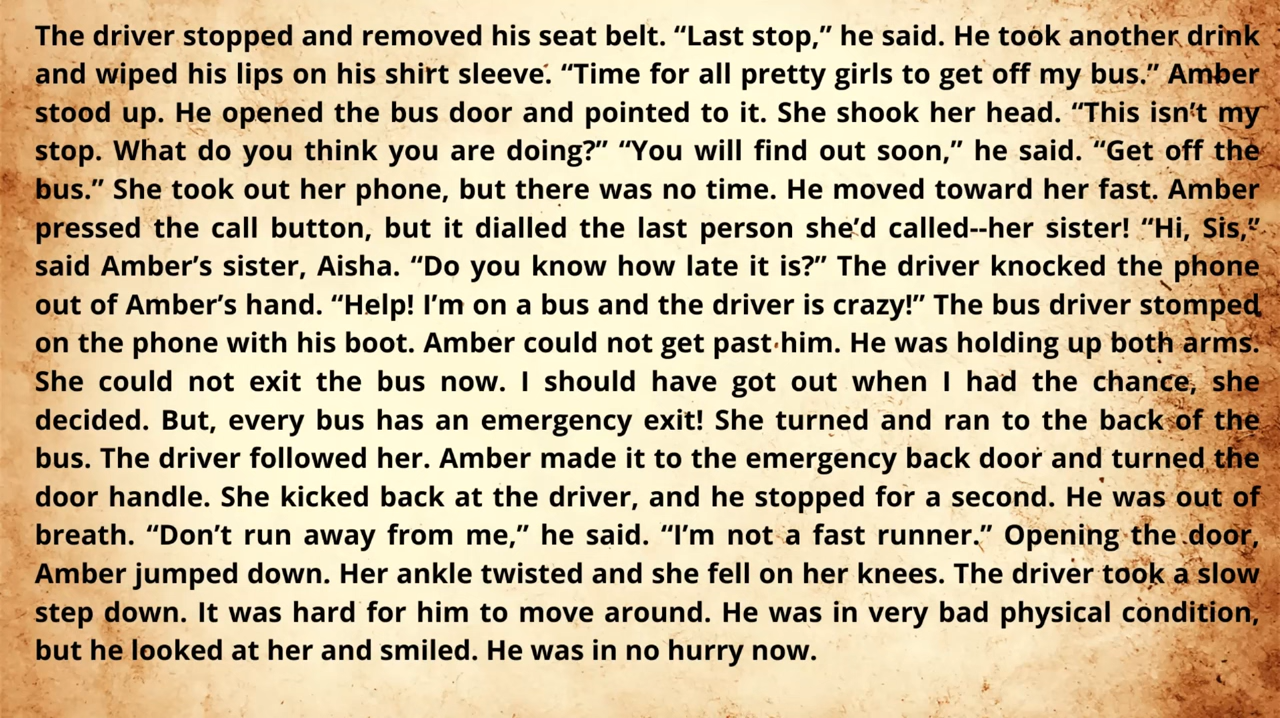 The driver stopped and removed his seat belt. “Last stop,” he said. He took another drink
and wiped his lips on his shirt sleeve. “Time for all pretty girls to get off my bus.” Amber
stood up. He opened the bus door and pointed to it. She shook her head. “This isn’t my
stop. What do you think you are doing?” “You will find out soon,” he said. “Get off the
bus.” She took out her phone, but there was no time. He moved toward her fast. Amber
pressed the call button, but it dialled the last person she’d called--her sister! “Hi, Sis,”
said Amber’s sister, Aisha. “Do you know how late it is?” The driver knocked the phone
out of Amber’s hand. “Help! I’m on a bus and the driver is crazy!” The bus driver stomped
on the phone with his boot. Amber could not get past him. He was holding up both arms.
She could not exit the bus now. I should have got out when I had the chance, she
decided. But, every bus has an emergency exit! She turned and ran to the back of the
bus. The driver followed her. Amber made it to the emergency back door and turned the
door handle. She kicked back at the driver, and he stopped for a second. He was out of
breath. “Don’t run away from me,” he said. “I’m not a fast runner.” Opening the door,
Amber jumped down. Her ankle twisted and she fell on her knees. The driver took a slow
step down. It was hard for him to move around. He was in very bad physical condition,
but he looked at her and smiled. He was in no hurry now.